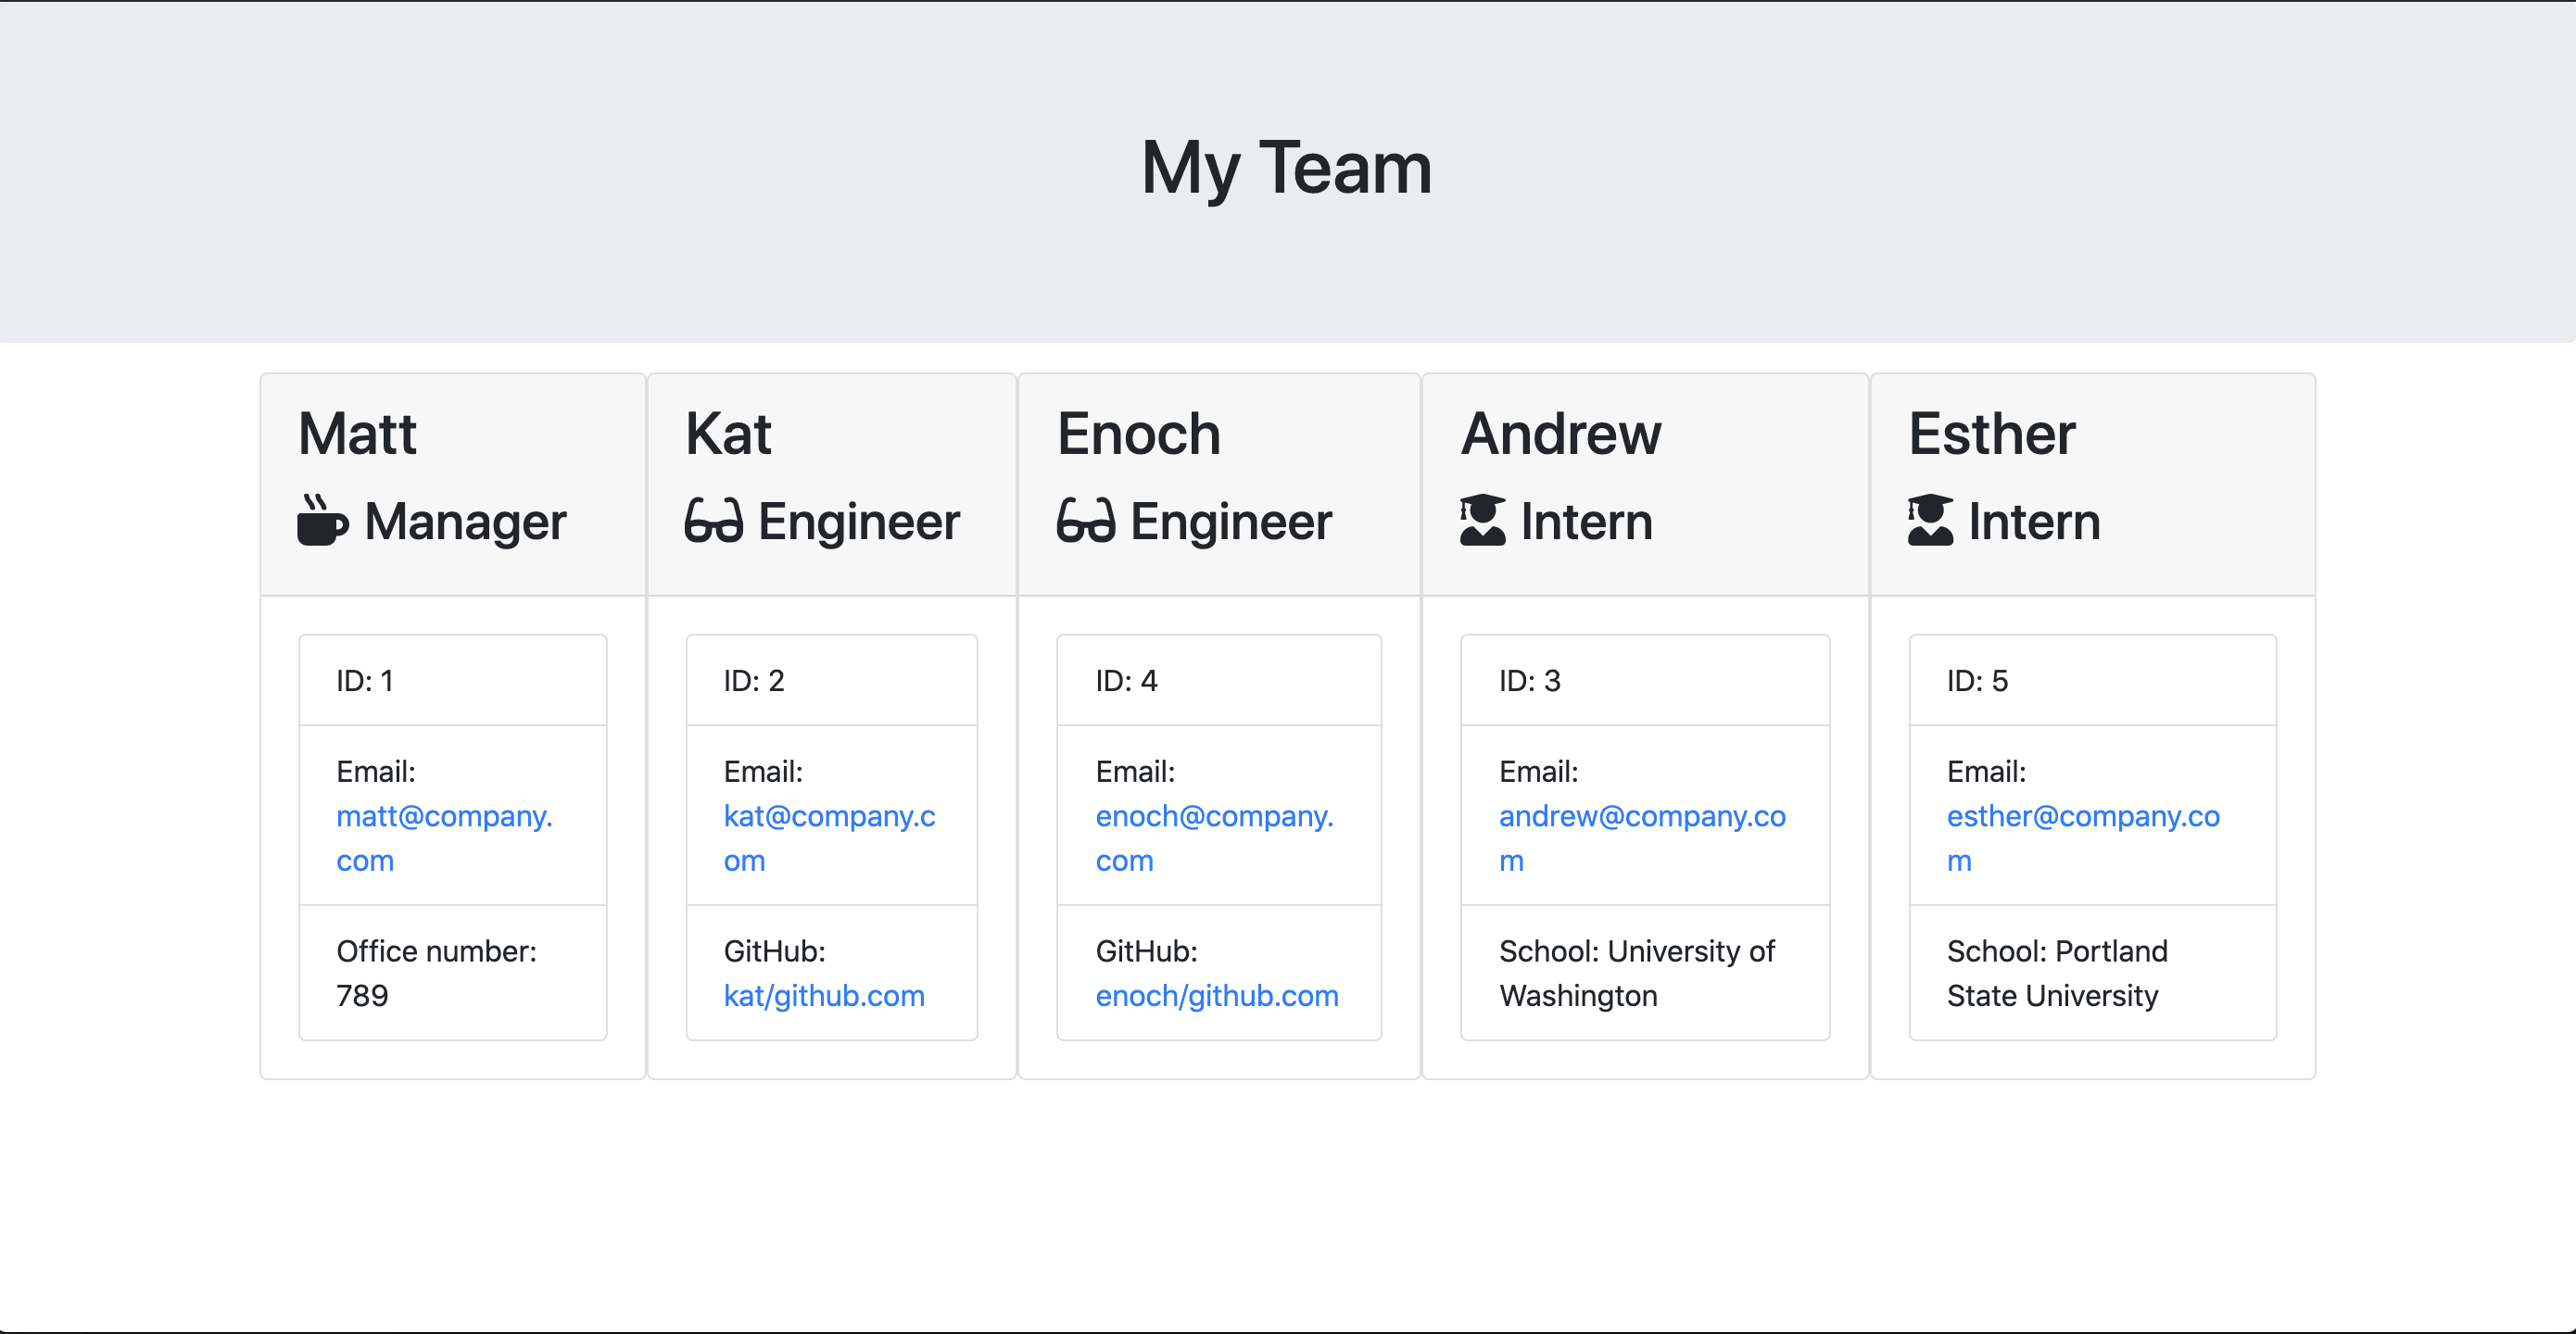 My Team
Matt
Manager
ID: 1
Email:
matt@company.
com
Office number:
789
Kat
Engineer
ID: 2
Email:
kat@company.c
om
GitHub:
kat/github.com
Enoch
Engineer
ID: 4
Email:
enoch@company.
com
GitHub:
enoch/github.com
Andrew
Intern
ID: 3
Email:
andrew@company.co
m
School: University of
Washington
Esther
Intern
ID: 5
Email:
esther@company.co
m
School: Portland
State University